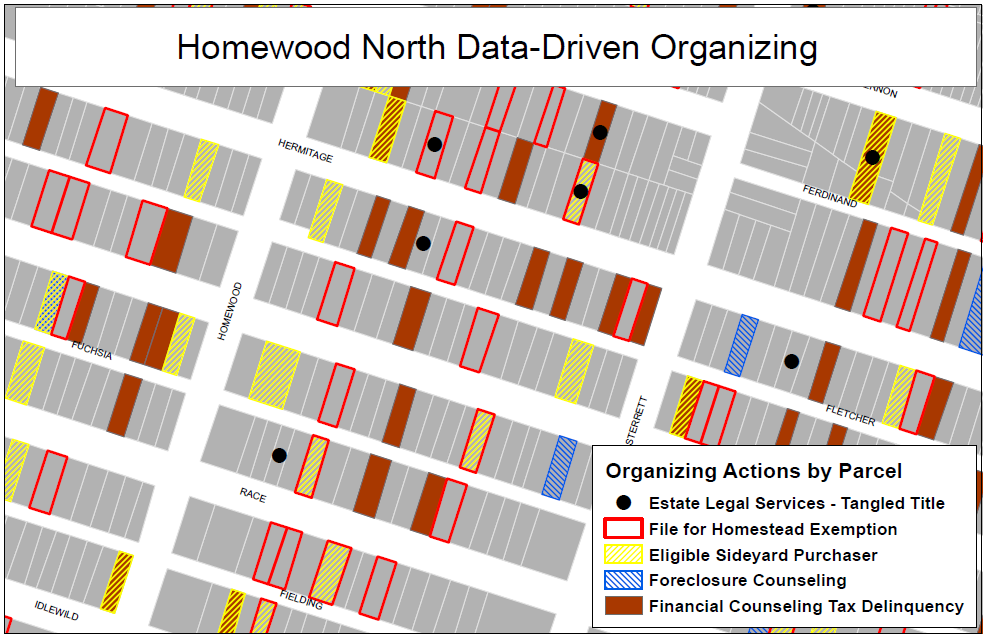 Homewood North Data-Driven Organizing
ERNON
HERMITAGE
FERDINAND
HOMEWOOD
FUCHSIA
STERRETT
FLETCHER
RACE
FIELDING
IDLEWILD
Organizing Actions by Parcel
Estate Legal Services - Tangled Title
File for Homestead Exemption
Eligible Sideyard Purchaser
Foreclosure Counseling
Financial Counseling Tax Delinquency